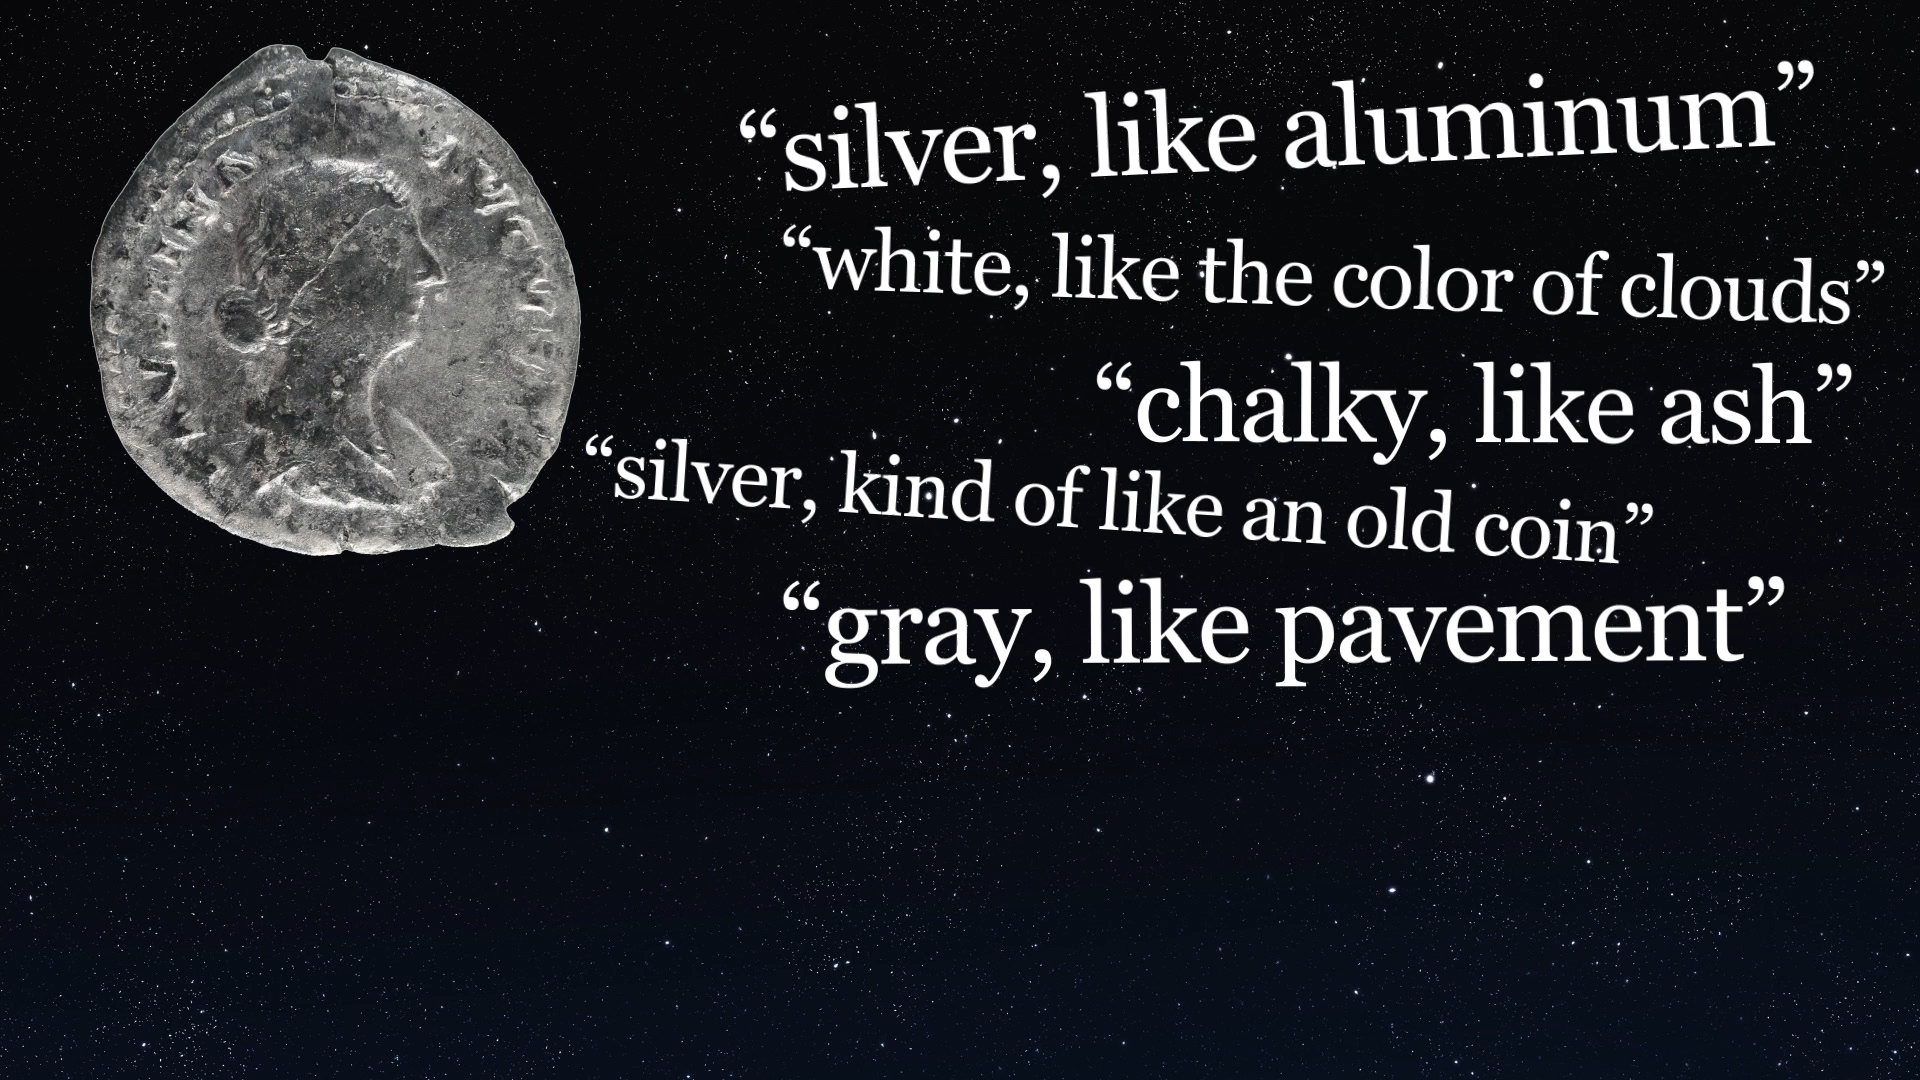 “silver, like aluminum”
“white, like the color of clouds”
“chalky, like ash”
“silver, kind of like an old coin”
“gray, like pavement”